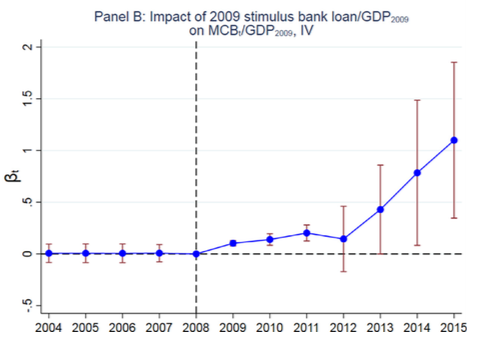 Panel B: Impact of 2009 stimulus bank loan/GDP₂₀₀₉
on MCBₜ/GDP₂₀₀₉, IV
2
1.5
1
.5
0
-.5
βₜ
2004 2005 2006 2007 2008 2009 2010 2011 2012 2013 2014 2015